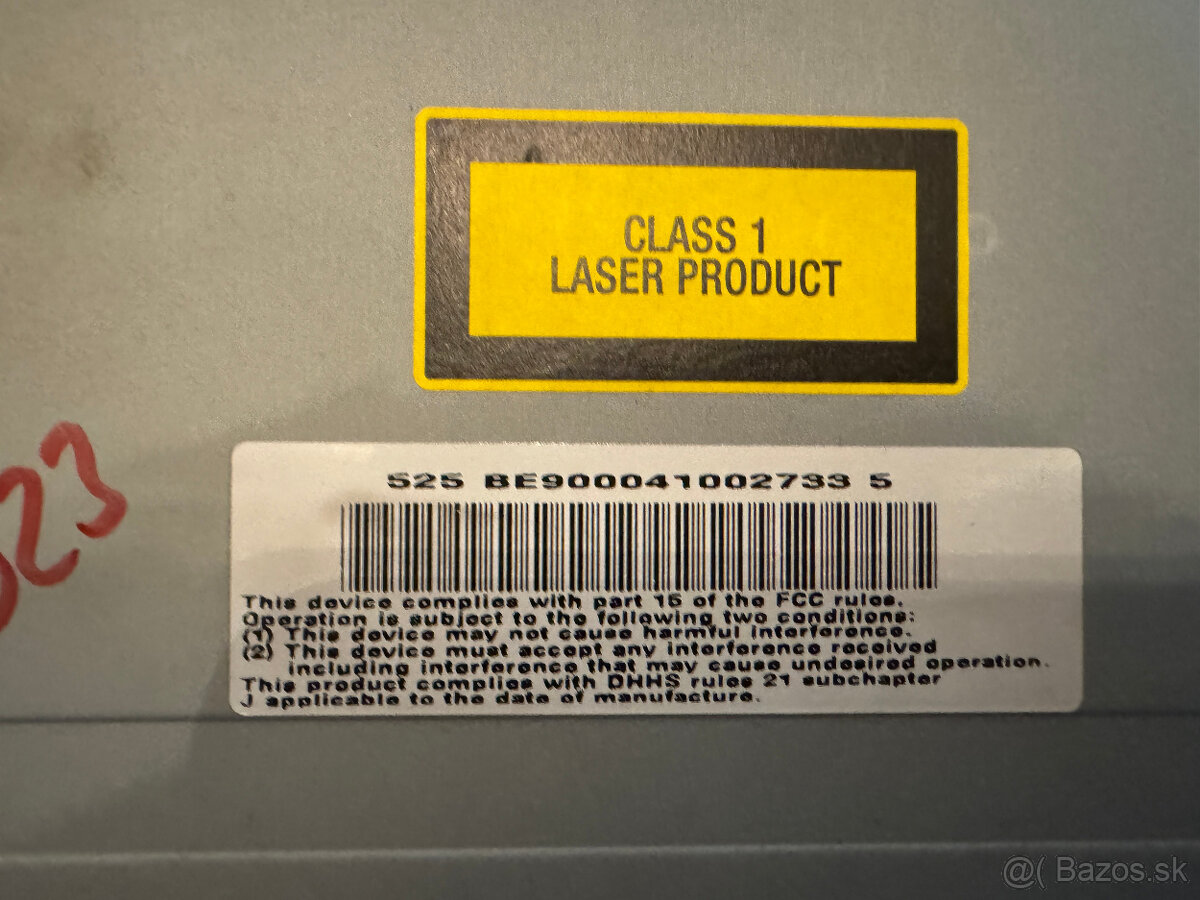 CLASS 1
LASER PRODUCT
525 BE900041002733 5
This device complies with part 15 of the FCC rules.
Operation is subject to the following two conditions:
(1) This device may not cause harmful interference.
(2) This device must accept any interference received
including interference that may cause undesired operation.
This product complies with DHHS rules 21 subchapter
J applicable to the date of manufacture.
23
@( Bazos.sk